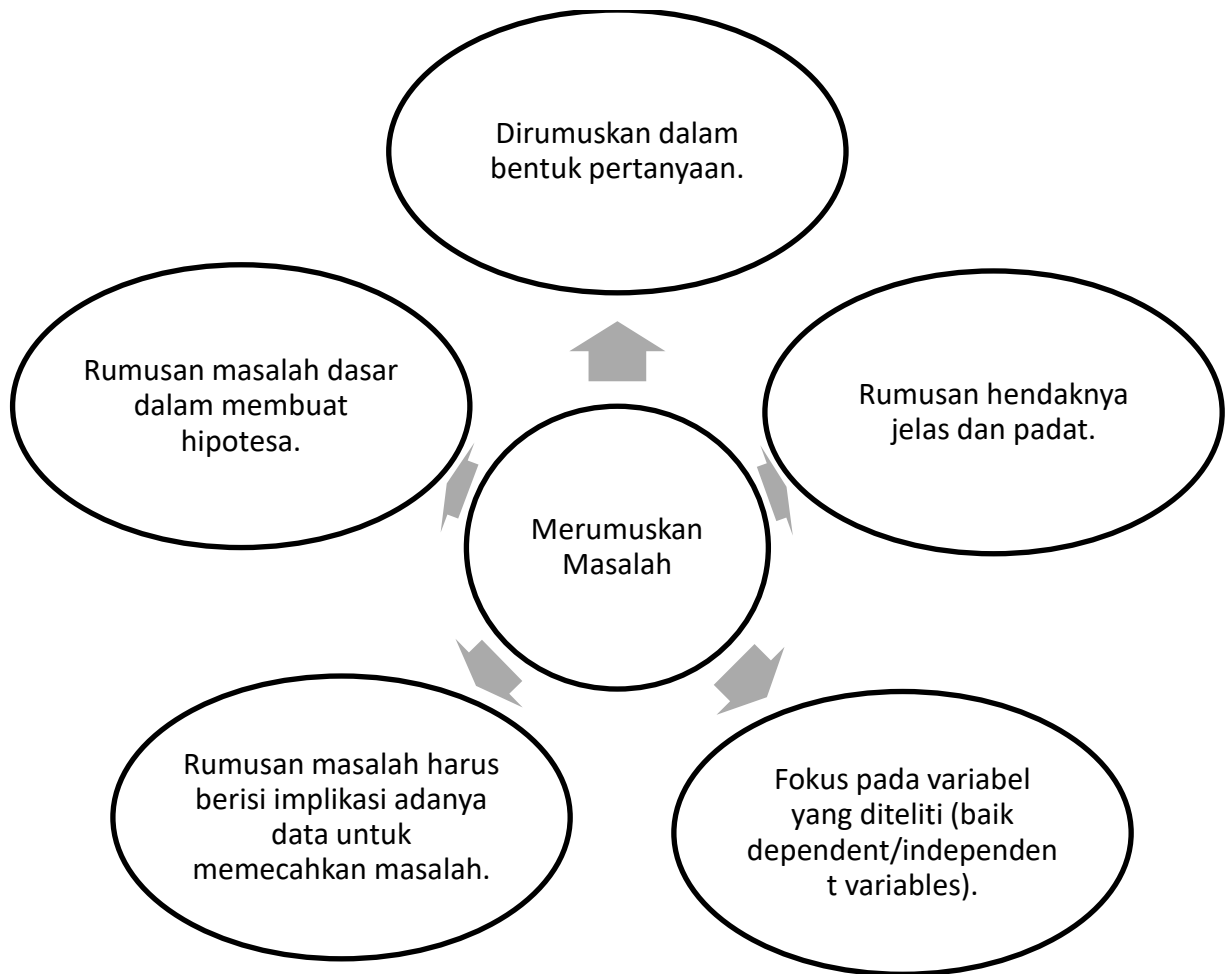 Dirumuskan dalam
bentuk pertanyaan.
Rumusan masalah dasar
dalam membuat
hipotesa.
Rumusan hendaknya
jelas dan padat.
Merumuskan
Masalah
Rumusan masalah harus
berisi implikasi adanya
data untuk
memecahkan masalah.
Fokus pada variabel
yang diteliti (baik
dependent/independen
t variables).